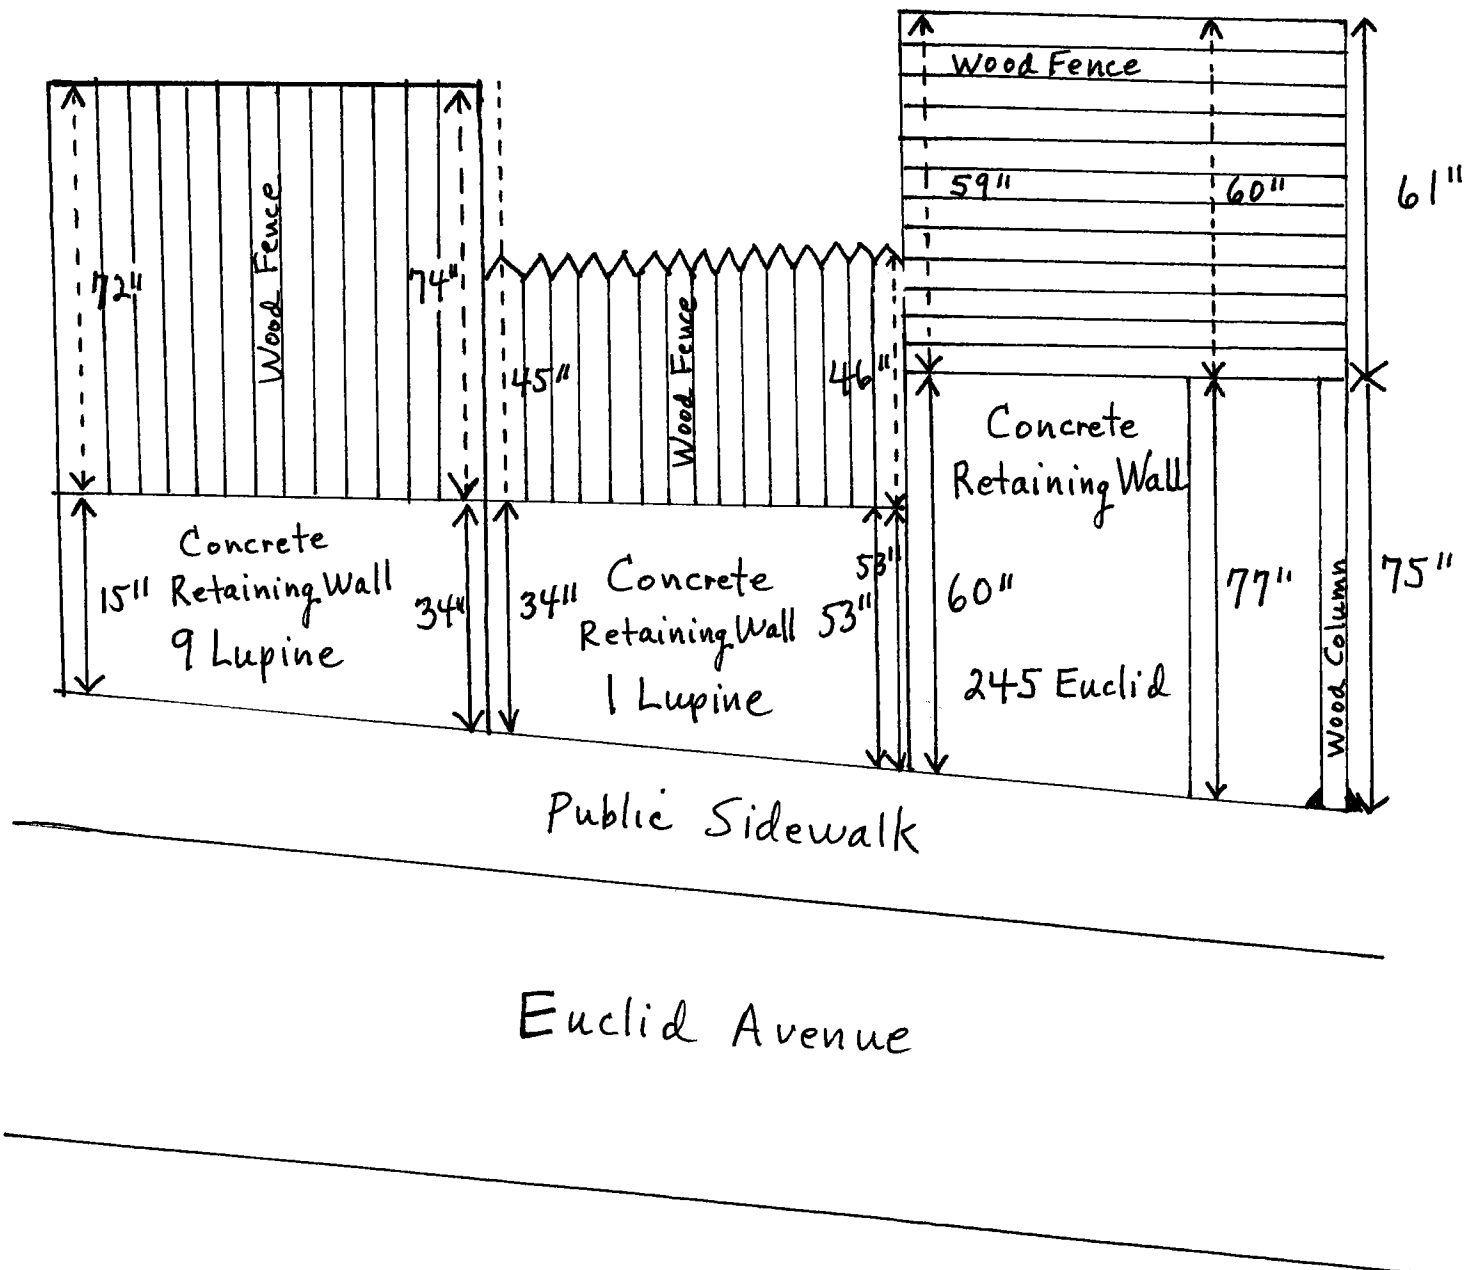 Wood Fence
59"
60"
61"
72"
Wood Fence
74"
45"
Wood Fence
46"
Concrete
Retaining Wall
15"
34"
9 Lupine
Concrete
Retaining Wall
34"
53"
53"
1 Lupine
Concrete
Retaining Wall
60"
77"
75"
245 Euclid
Wood Column
Public Sidewalk
Euclid Avenue